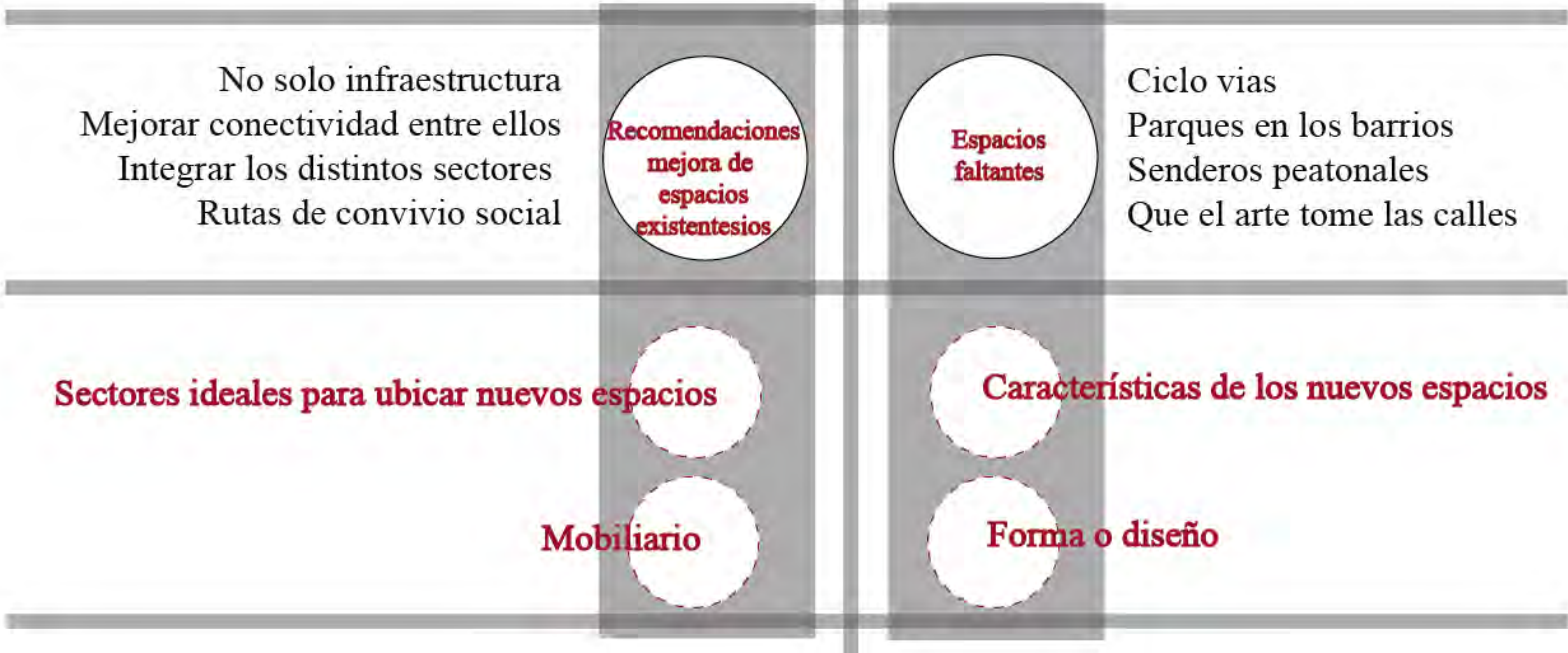 No solo infraestructura
Mejorar conectividad entre ellos
Integrar los distintos sectores
Rutas de convivio social
Recomendaciones
mejora de
espacios
existentesios
Espacios
faltantes
Ciclo vias
Parques en los barrios
Senderos peatonales
Que el arte tome las calles
Sectores ideales para ubicar nuevos espacios
Características de los nuevos espacios
Mobiliario
Forma o diseño